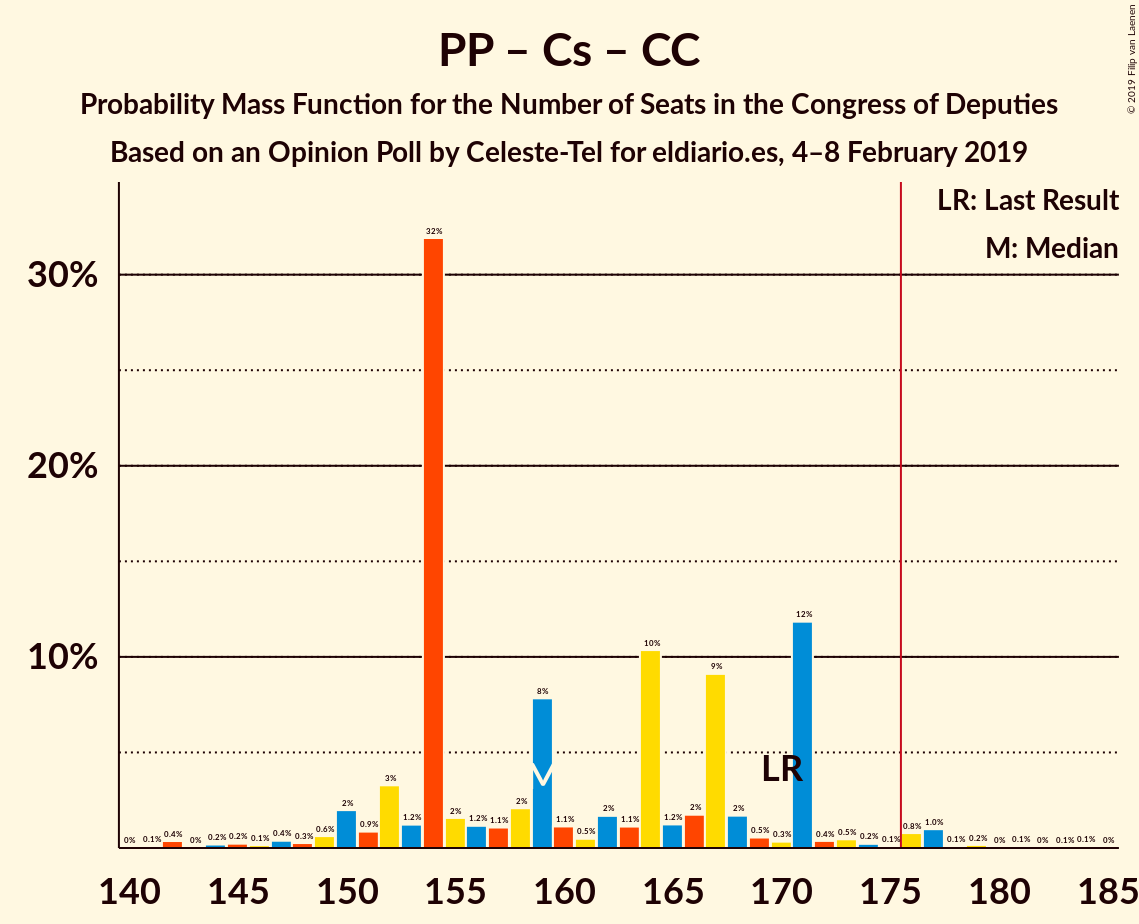 PP – Cs – CC
Probability Mass Function for the Number of Seats in the Congress of Deputies
Based on an Opinion Poll by Celeste-Tel for eldiario.es, 4–8 February 2019
© 2019 Filip van Laenen
LR: Last Result
M: Median
30%
20%
10%
0% 0.1% 0.4% 0% 0.2% 0.2% 0.1% 0.4% 0.3% 0.6% 2% 0.9% 3% 1.2% 32% 2% 1.2% 1.1% 2% 8% 1.1% 0.5% 2% 1.1% 10% 1.2% 2% 9% 2% 0.5% 0.3% 12% 0.4% 0.5% 0.2% 0.1% 0.8% 1.0% 0.1% 0.2% 0% 0.1% 0% 0.1% 0.1% 0%
M
LR
140 145 150 155 160 165 170 175 180 185